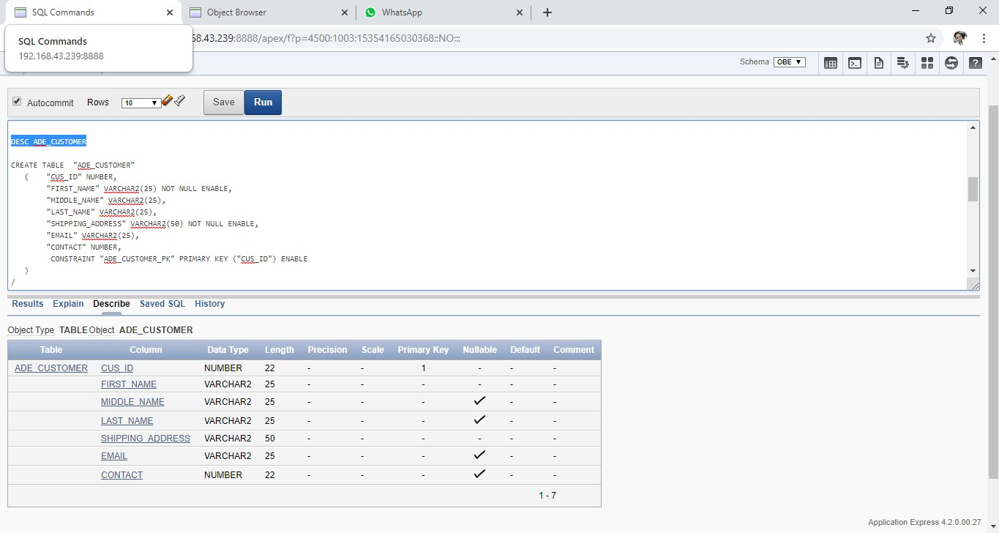 SQL Commands
Object Browser
WhatsApp
SQL Commands
192.168.43.239:8888
68.43.239:8888/apex/f?p=4500:1003:15354165030368::NO:::
Schema OBE
Autocommit Rows 10 Save Run
DESC ADE_CUSTOMER
CREATE TABLE "ADE_CUSTOMER"
( "CUS_ID" NUMBER,
"FIRST_NAME" VARCHAR2(25) NOT NULL ENABLE,
"MIDDLE_NAME" VARCHAR2(25),
"LAST_NAME" VARCHAR2(25),
"SHIPPING_ADDRESS" VARCHAR2(50) NOT NULL ENABLE,
"EMAIL" VARCHAR2(25),
"CONTACT" NUMBER,
CONSTRAINT "ADE_CUSTOMER_PK" PRIMARY KEY ("CUS_ID") ENABLE
)
/
Results Explain Describe Saved SQL History
Object Type TABLE Object ADE_CUSTOMER
Table Column Data Type Length Precision Scale Primary Key Nullable Default Comment
ADE_CUSTOMER CUS_ID NUMBER 22 - - 1 - - -
FIRST_NAME VARCHAR2 25 - - - - - -
MIDDLE_NAME VARCHAR2 25 - - - ✓ - -
LAST_NAME VARCHAR2 25 - - - ✓ - -
SHIPPING_ADDRESS VARCHAR2 50 - - - - - -
EMAIL VARCHAR2 25 - - - ✓ - -
CONTACT NUMBER 22 - - - ✓ - -
1 - 7
Application Express 4.2.0.00.27